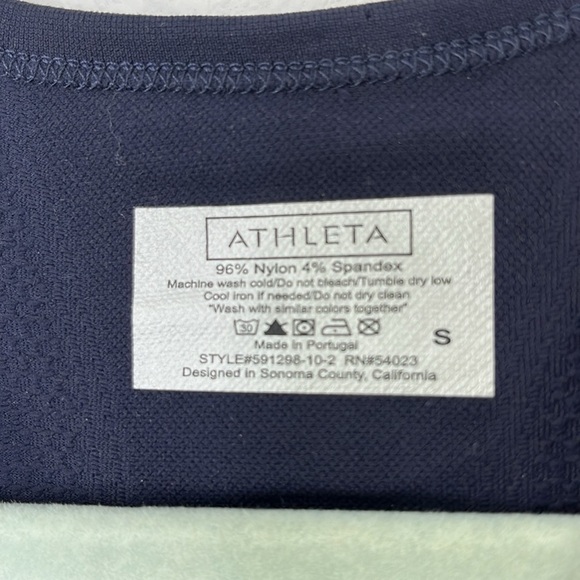 ATHLETA
96% Nylon 4% Spandex
Machine wash cold/Do not bleach/Tumble dry low
Cool iron if needed/Do not dry clean
"Wash with similar colors together"
30
S
Made in Portugal
STYLE#591298-10-2 RN#54023
Designed in Sonoma County, California